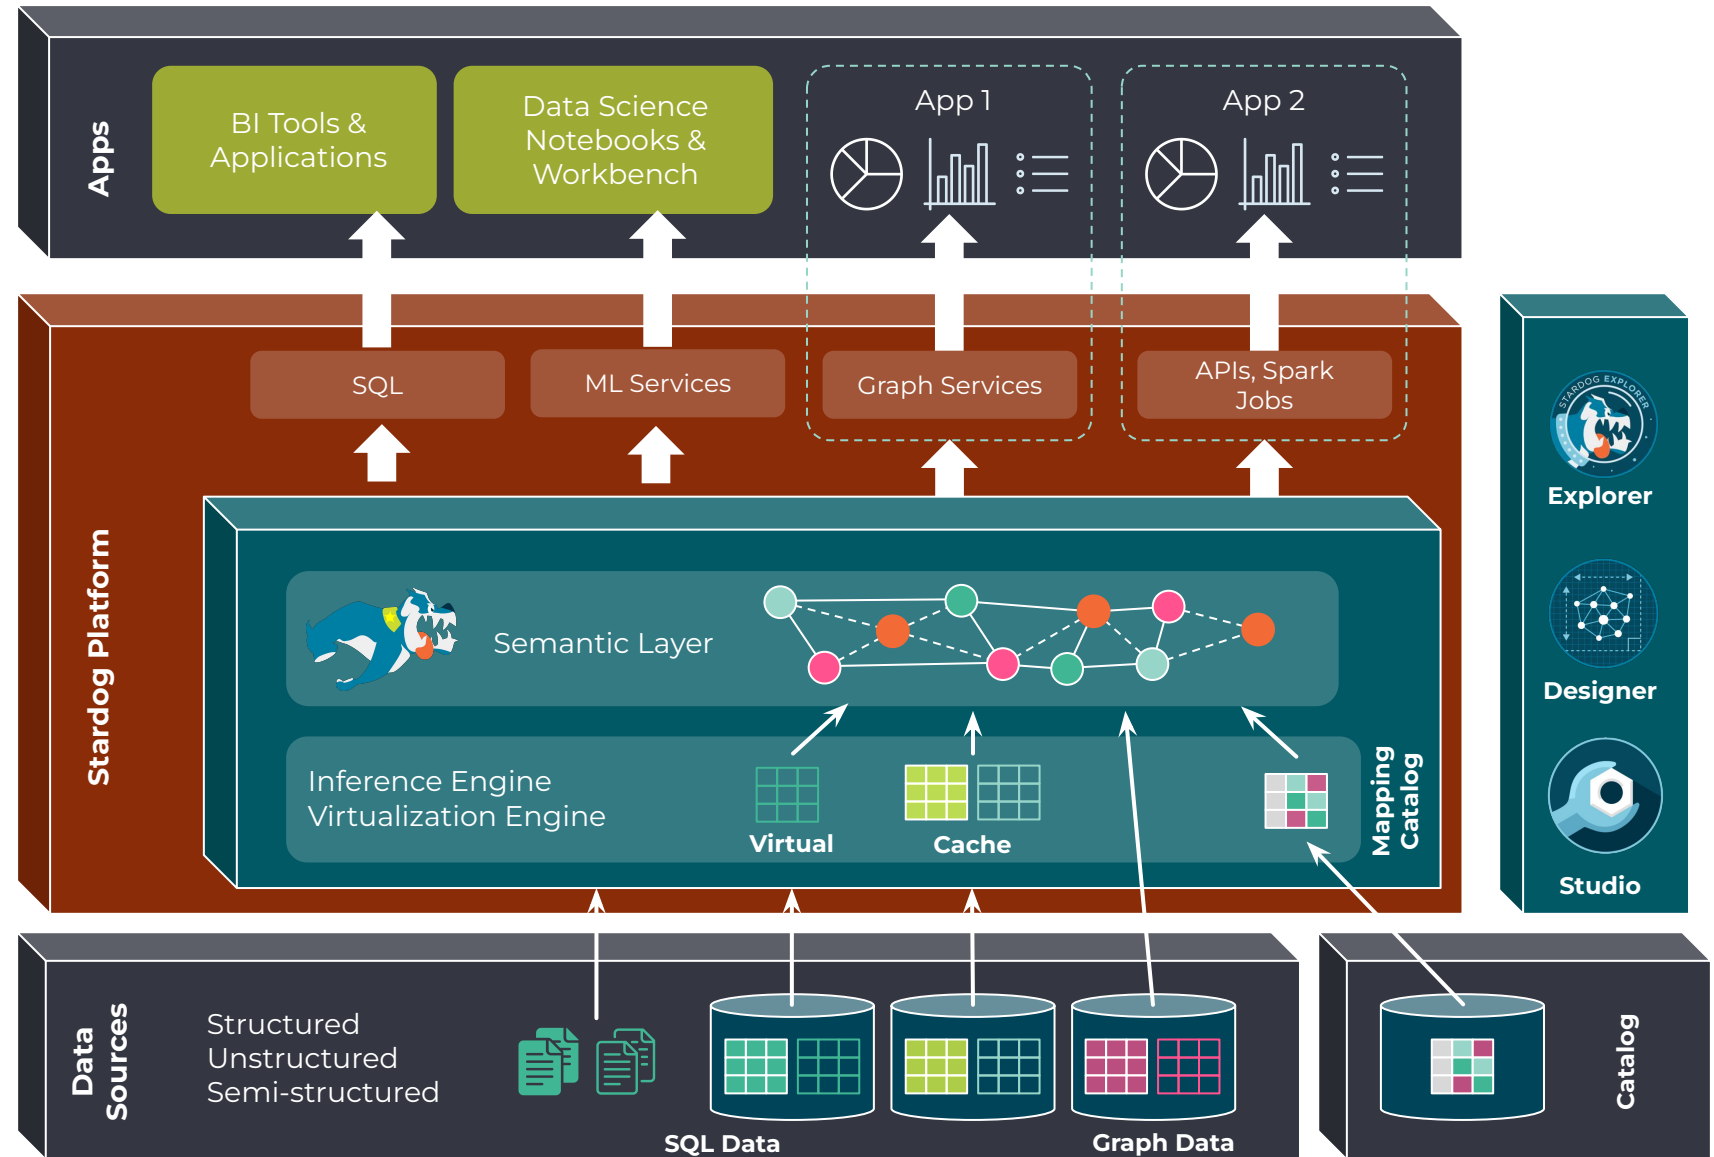 Apps
BI Tools &
Applications
Data Science
Notebooks &
Workbench
App 1
App 2
Stardog Platform
SQL
ML Services
Graph Services
APIs, Spark
Jobs
Semantic Layer
Inference Engine
Virtualization Engine
Virtual
Cache
Mapping
Catalog
STARDOG EXPLORER
Explorer
Designer
Studio
Data
Sources
Structured
Unstructured
Semi-structured
SQL Data
Graph Data
Catalog